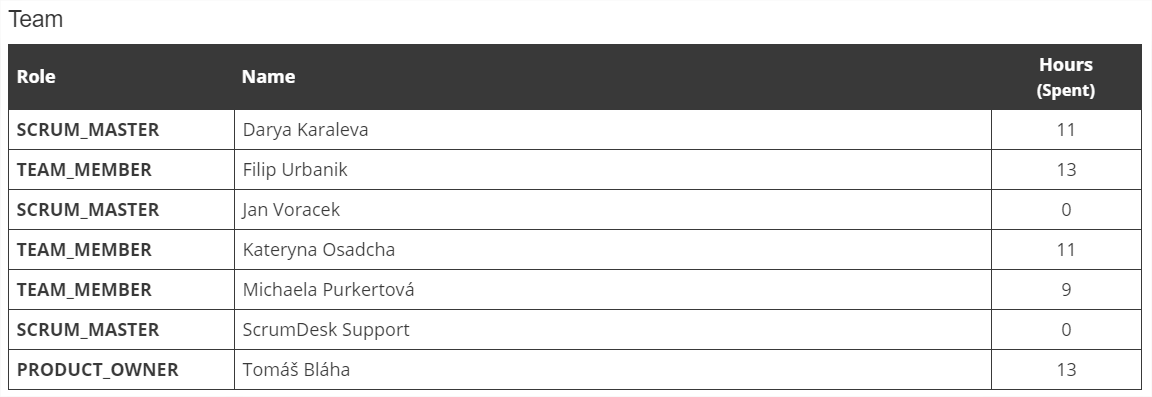 Team
Role Name Hours
(Spent)
SCRUM_MASTER Darya Karaleva 11
TEAM_MEMBER Filip Urbanik 13
SCRUM_MASTER Jan Voracek 0
TEAM_MEMBER Kateryna Osadcha 11
TEAM_MEMBER Michaela Purkertová 9
SCRUM_MASTER ScrumDesk Support 0
PRODUCT_OWNER Tomáš Bláha 13